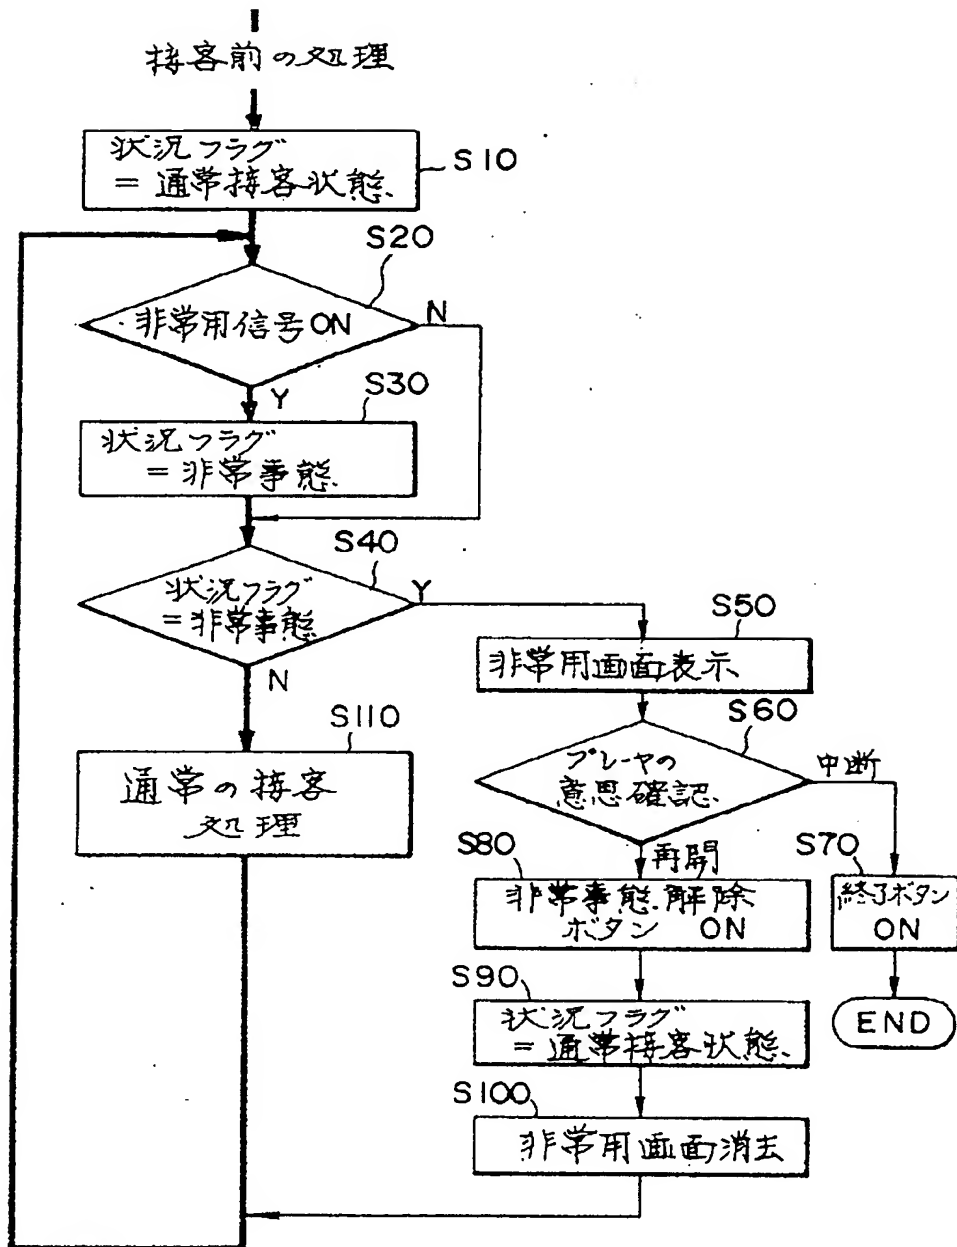 接客前の処理
状況フラグ
= 通常接客状態
S10
S20
非常用信号ON
N
Y
S30
状況フラグ
= 非常事態
S40
状況フラグ
= 非常事態
Y
N
S50
非常用画面表示
S60
プレーヤの
意思確認
中断
再開
S110
通常の接客
処理
S80
非常事態解除
ボタン ON
S70
終了ボタン
ON
S90
状況フラグ
= 通常接客状態
END
S100
非常用画面消去